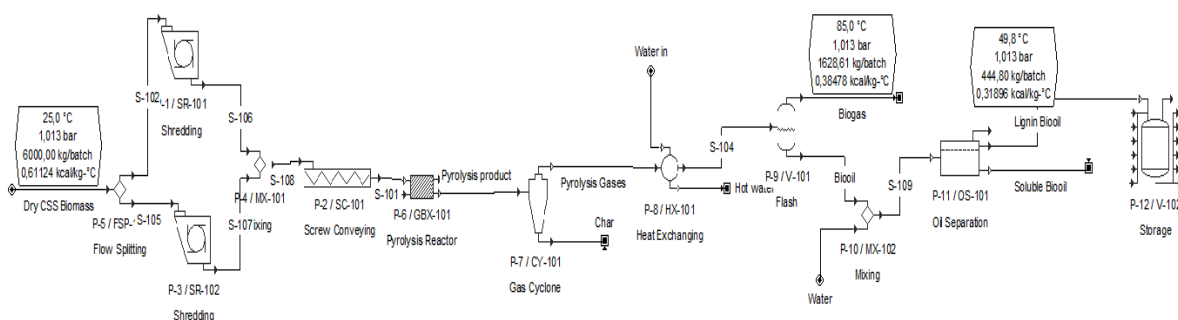 25,0 °C
1,013 bar
6000,00 kg/batch
0,61124 kcal/kg-°C
Dry CSS Biomass
S-102
P-1 / SR-101
Shredding
S-106
P-5 / FSP-
S-105
Flow Splitting
P-3 / SR-102
Shredding
S-107
P-4 / MX-101
ixing
S-108
P-2 / SC-101
Screw Conveying
S-101
Pyrolysis product
P-6 / GBX-101
Pyrolysis Reactor
Pyrolysis Gases
Char
P-7 / CY-101
Gas Cyclone
Water in
S-104
Hot water
P-8 / HX-101
Heat Exchanging
85,0 °C
1,013 bar
1628,61 kg/batch
0,38478 kcal/kg-°C
Biogas
P-9 / V-101
Flash
Biooil
S-109
P-10 / MX-102
Mixing
Water
49,8 °C
1,013 bar
444,80 kg/batch
0,31896 kcal/kg-°C
Lignin Biooil
P-11 / OS-101
Oil Separation
Soluble Biooil
P-12 / V-102
Storage